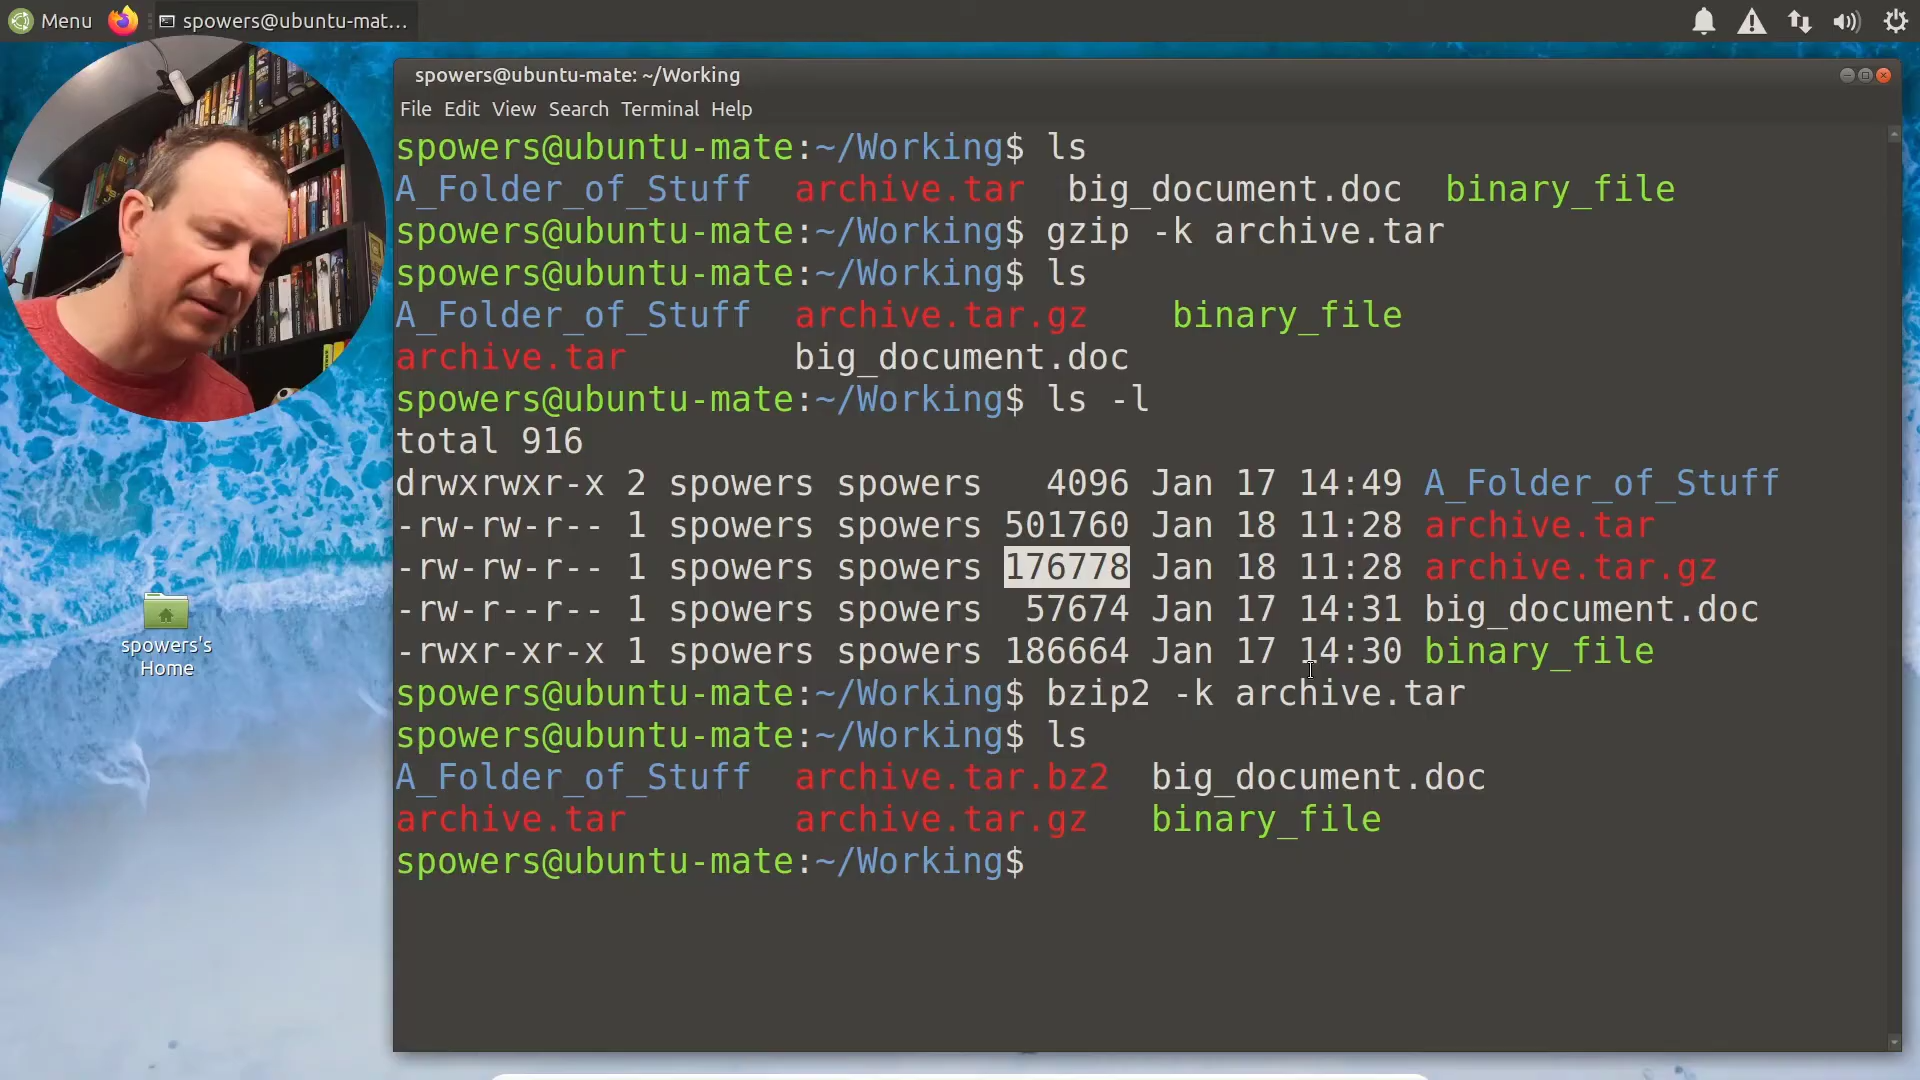 Menu spowers@ubuntu-mat...
spowers@ubuntu-mate: ~/Working
File Edit View Search Terminal Help
spowers@ubuntu-mate:~/Working$ ls
A_Folder_of_Stuff archive.tar big_document.doc binary_file
spowers@ubuntu-mate:~/Working$ gzip -k archive.tar
spowers@ubuntu-mate:~/Working$ ls
A_Folder_of_Stuff archive.tar.gz binary_file
archive.tar big_document.doc
spowers@ubuntu-mate:~/Working$ ls -l
total 916
drwxrwxr-x 2 spowers spowers 4096 Jan 17 14:49 A_Folder_of_Stuff
-rw-rw-r-- 1 spowers spowers 501760 Jan 18 11:28 archive.tar
-rw-rw-r-- 1 spowers spowers 176778 Jan 18 11:28 archive.tar.gz
-rw-r--r-- 1 spowers spowers 57674 Jan 17 14:31 big_document.doc
-rwxr-xr-x 1 spowers spowers 186664 Jan 17 14:30 binary_file
spowers@ubuntu-mate:~/Working$ bzip2 -k archive.tar
spowers@ubuntu-mate:~/Working$ ls
A_Folder_of_Stuff archive.tar.bz2 big_document.doc
archive.tar archive.tar.gz binary_file
spowers@ubuntu-mate:~/Working$
spowers's
Home